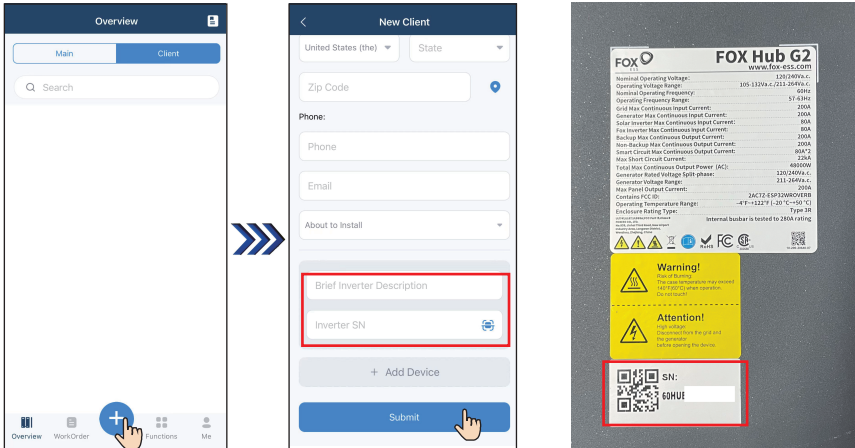 Overview
Main
Client
Search
Overview
WorkOrder
Functions
Me
New Client
United States (the)
State
Zip Code
Phone:
Phone
Email
About to Install
Brief Inverter Description
Inverter SN
+ Add Device
Submit
FOX
ESS
FOX Hub G2
www.fox-ess.com
Nominal Operating Voltage: 120/240Va.c.
Operating Voltage Range: 105-132Va.c./211-264Va.c.
Nominal Operating Frequency: 60Hz
Operating Frequency Range: 57-63Hz
Grid Max Continuous Input Current: 200A
Generator Max Continuous Input Current: 200A
Solar Inverter Max Continuous Input Current: 80A
Fox Inverter Max Continuous Input Current: 80A
Backup Max Continuous Output Current: 200A
Non-Backup Max Continuous Output Current: 200A
Smart Circuit Max Continuous Output Current: 80A*2
Max Short Circuit Current: 22kA
Total Max Continuous Output Power (AC): 48000W
Generator Rated Voltage Split-phase: 120/240Va.c.
Generator Voltage Range: 211-264Va.c.
Max Panel Output Current: 200A
Contains FCC ID: 2AC7Z-ESP32WROVERB
Operating Temperature Range: -4°F~+122°F (-20 °C~+50 °C)
Enclosure Rating Type: Type 3R
Internal busbar is tested to 280A rating
RoHS
FC
Warning!
Risk of Burning.
The case temperature may exceed
140°F(60°C) when operation.
Do not touch!
Attention!
High voltage.
Disconnect from the grid and
the generator
before opening the device.
SN:
60HUE